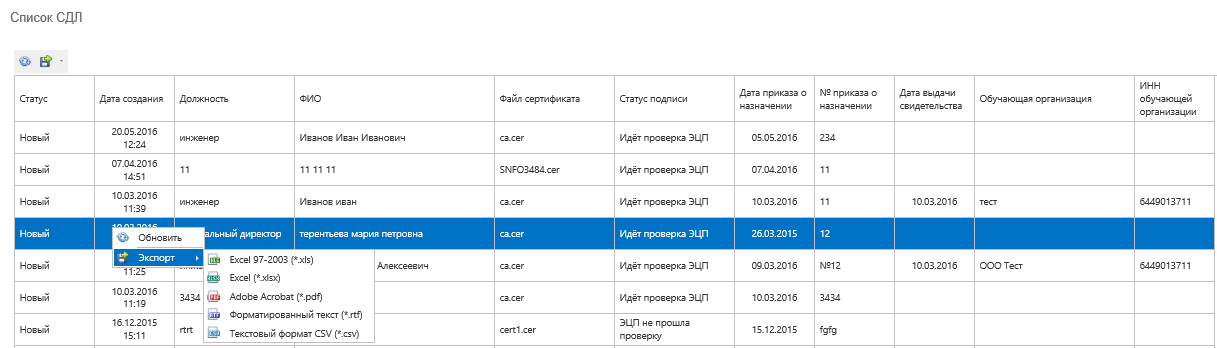 Список СДЛ
Статус Дата создания Должность ФИО Файл сертификата Статус подписи Дата приказа о назначении № приказа о назначении Дата выдачи свидетельства Обучающая организация ИНН обучающей организации
Новый 20.05.2016 12:24 инженер Иванов Иван Иванович ca.cer Идёт проверка ЭЦП 05.05.2016 234
Новый 07.04.2016 14:51 11 11 11 11 SNFO3484.cer Идёт проверка ЭЦП 07.04.2016 11
Новый 10.03.2016 11:39 инженер Иванов иван ca.cer Идёт проверка ЭЦП 10.03.2016 11 10.03.2016 тест 6449013711
Новый альный директор терентьева мария петровна ca.cer Идёт проверка ЭЦП 26.03.2015 12
Обновить
Экспорт
Новый 11:25 Алексеевич ca.cer Идёт проверка ЭЦП 09.03.2016 №12 10.03.2016 ООО Тест 6449013711
Excel 97-2003 (*.xls)
Excel (*.xlsx)
Adobe Acrobat (*.pdf)
Форматированный текст (*.rtf)
Текстовый формат CSV (*.csv)
Новый 10.03.2016 11:19 3434 ca.cer Идёт проверка ЭЦП 10.03.2016 3434
Новый 16.12.2015 15:11 rtrt cert1.cer ЭЦП не прошла проверку 15.12.2015 fgfg